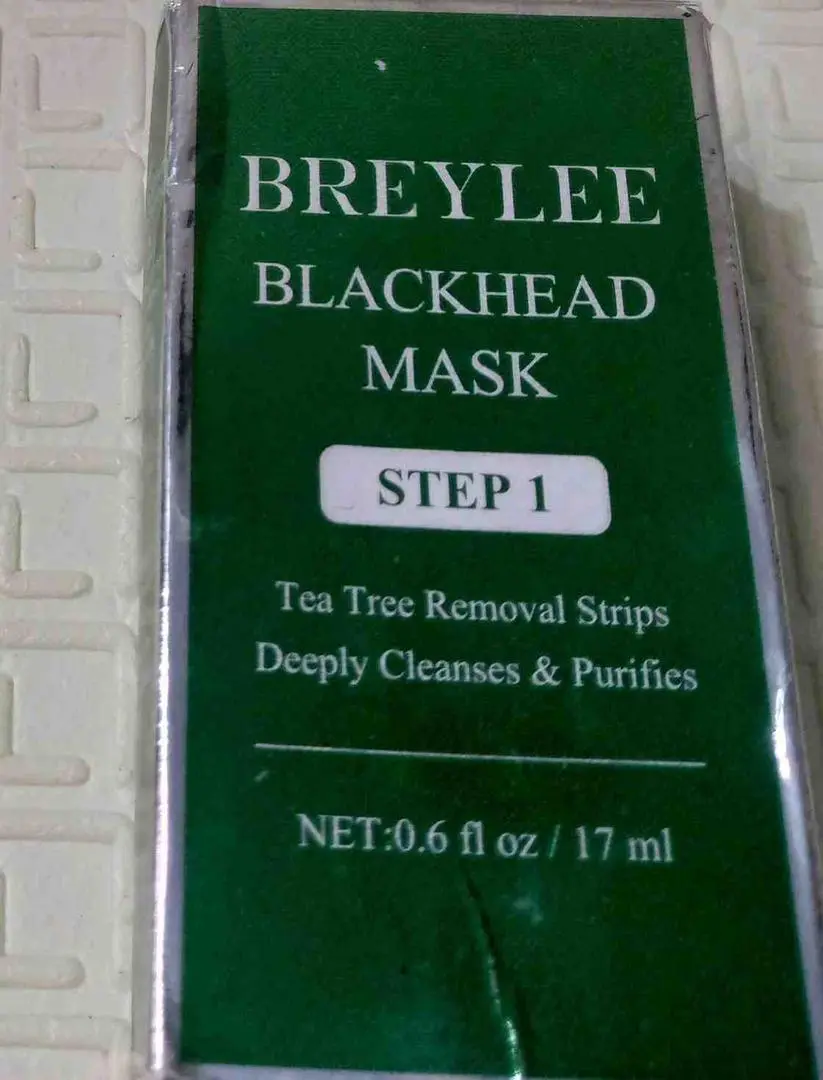 BREYLEE
BLACKHEAD
MASK
STEP 1
Tea Tree Removal Strips
Deeply Cleanses & Purifies
NET:0.6 fl oz / 17 ml